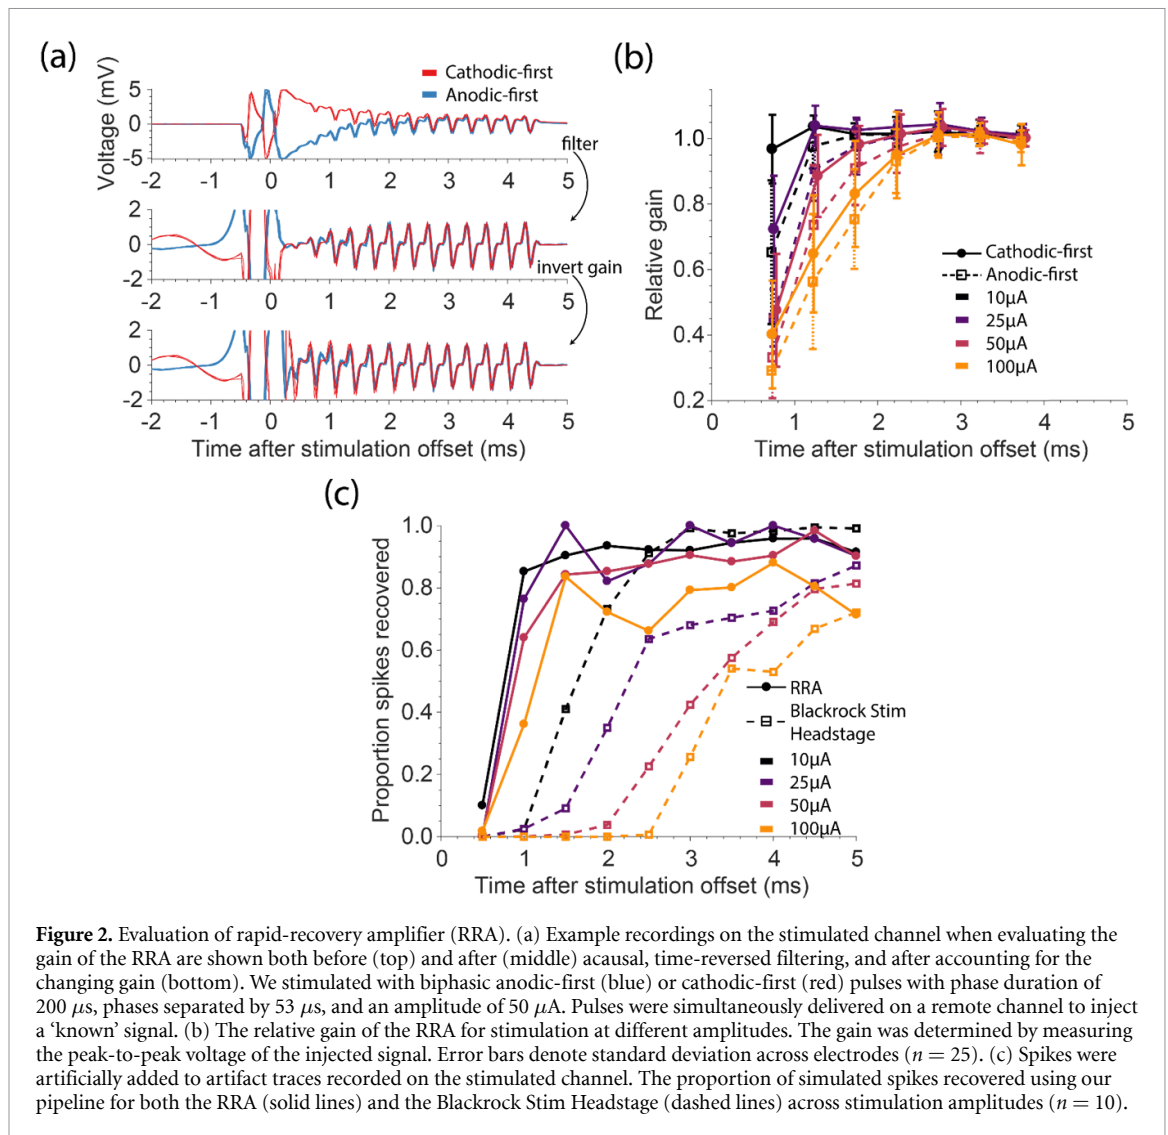 (a)
Cathodic-first
Anodic-first
Voltage (mV)
5
0
-5
-2 -1 0 1 2 3 4 5
filter
2
0
-2
-2 -1 0 1 2 3 4 5
invert gain
2
0
-2
-2 -1 0 1 2 3 4 5
Time after stimulation offset (ms)
(b)
Relative gain
1.0
0.8
0.6
0.4
0.2
0 1 2 3 4 5
Time after stimulation offset (ms)
Cathodic-first
Anodic-first
10μA
25μA
50μA
100μA
(c)
Proportion spikes recovered
1.0
0.8
0.6
0.4
0.2
0.0
0 1 2 3 4 5
Time after stimulation offset (ms)
RRA
Blackrock Stim
Headstage
10μA
25μA
50μA
100μA
Figure 2. Evaluation of rapid-recovery amplifier (RRA). (a) Example recordings on the stimulated channel when evaluating the
gain of the RRA are shown both before (top) and after (middle) acausal, time-reversed filtering, and after accounting for the
changing gain (bottom). We stimulated with biphasic anodic-first (blue) or cathodic-first (red) pulses with phase duration of
200 μs, phases separated by 53 μs, and an amplitude of 50 μA. Pulses were simultaneously delivered on a remote channel to inject
a ‘known’ signal. (b) The relative gain of the RRA for stimulation at different amplitudes. The gain was determined by measuring
the peak-to-peak voltage of the injected signal. Error bars denote standard deviation across electrodes (n = 25). (c) Spikes were
artificially added to artifact traces recorded on the stimulated channel. The proportion of simulated spikes recovered using our
pipeline for both the RRA (solid lines) and the Blackrock Stim Headstage (dashed lines) across stimulation amplitudes (n = 10).